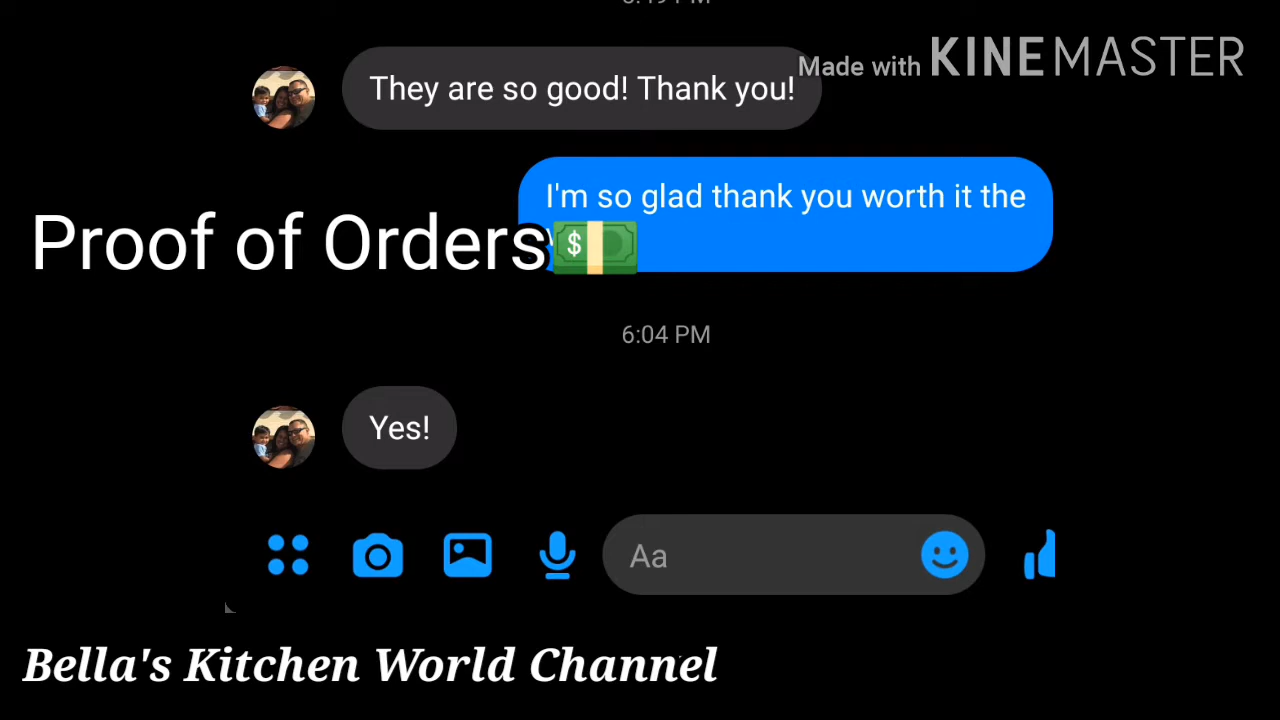 Made with KINEMASTER
They are so good! Thank you!
I'm so glad thank you worth it the
Proof of Orders
6:04 PM
Yes!
Aa
Bella's Kitchen World Channel